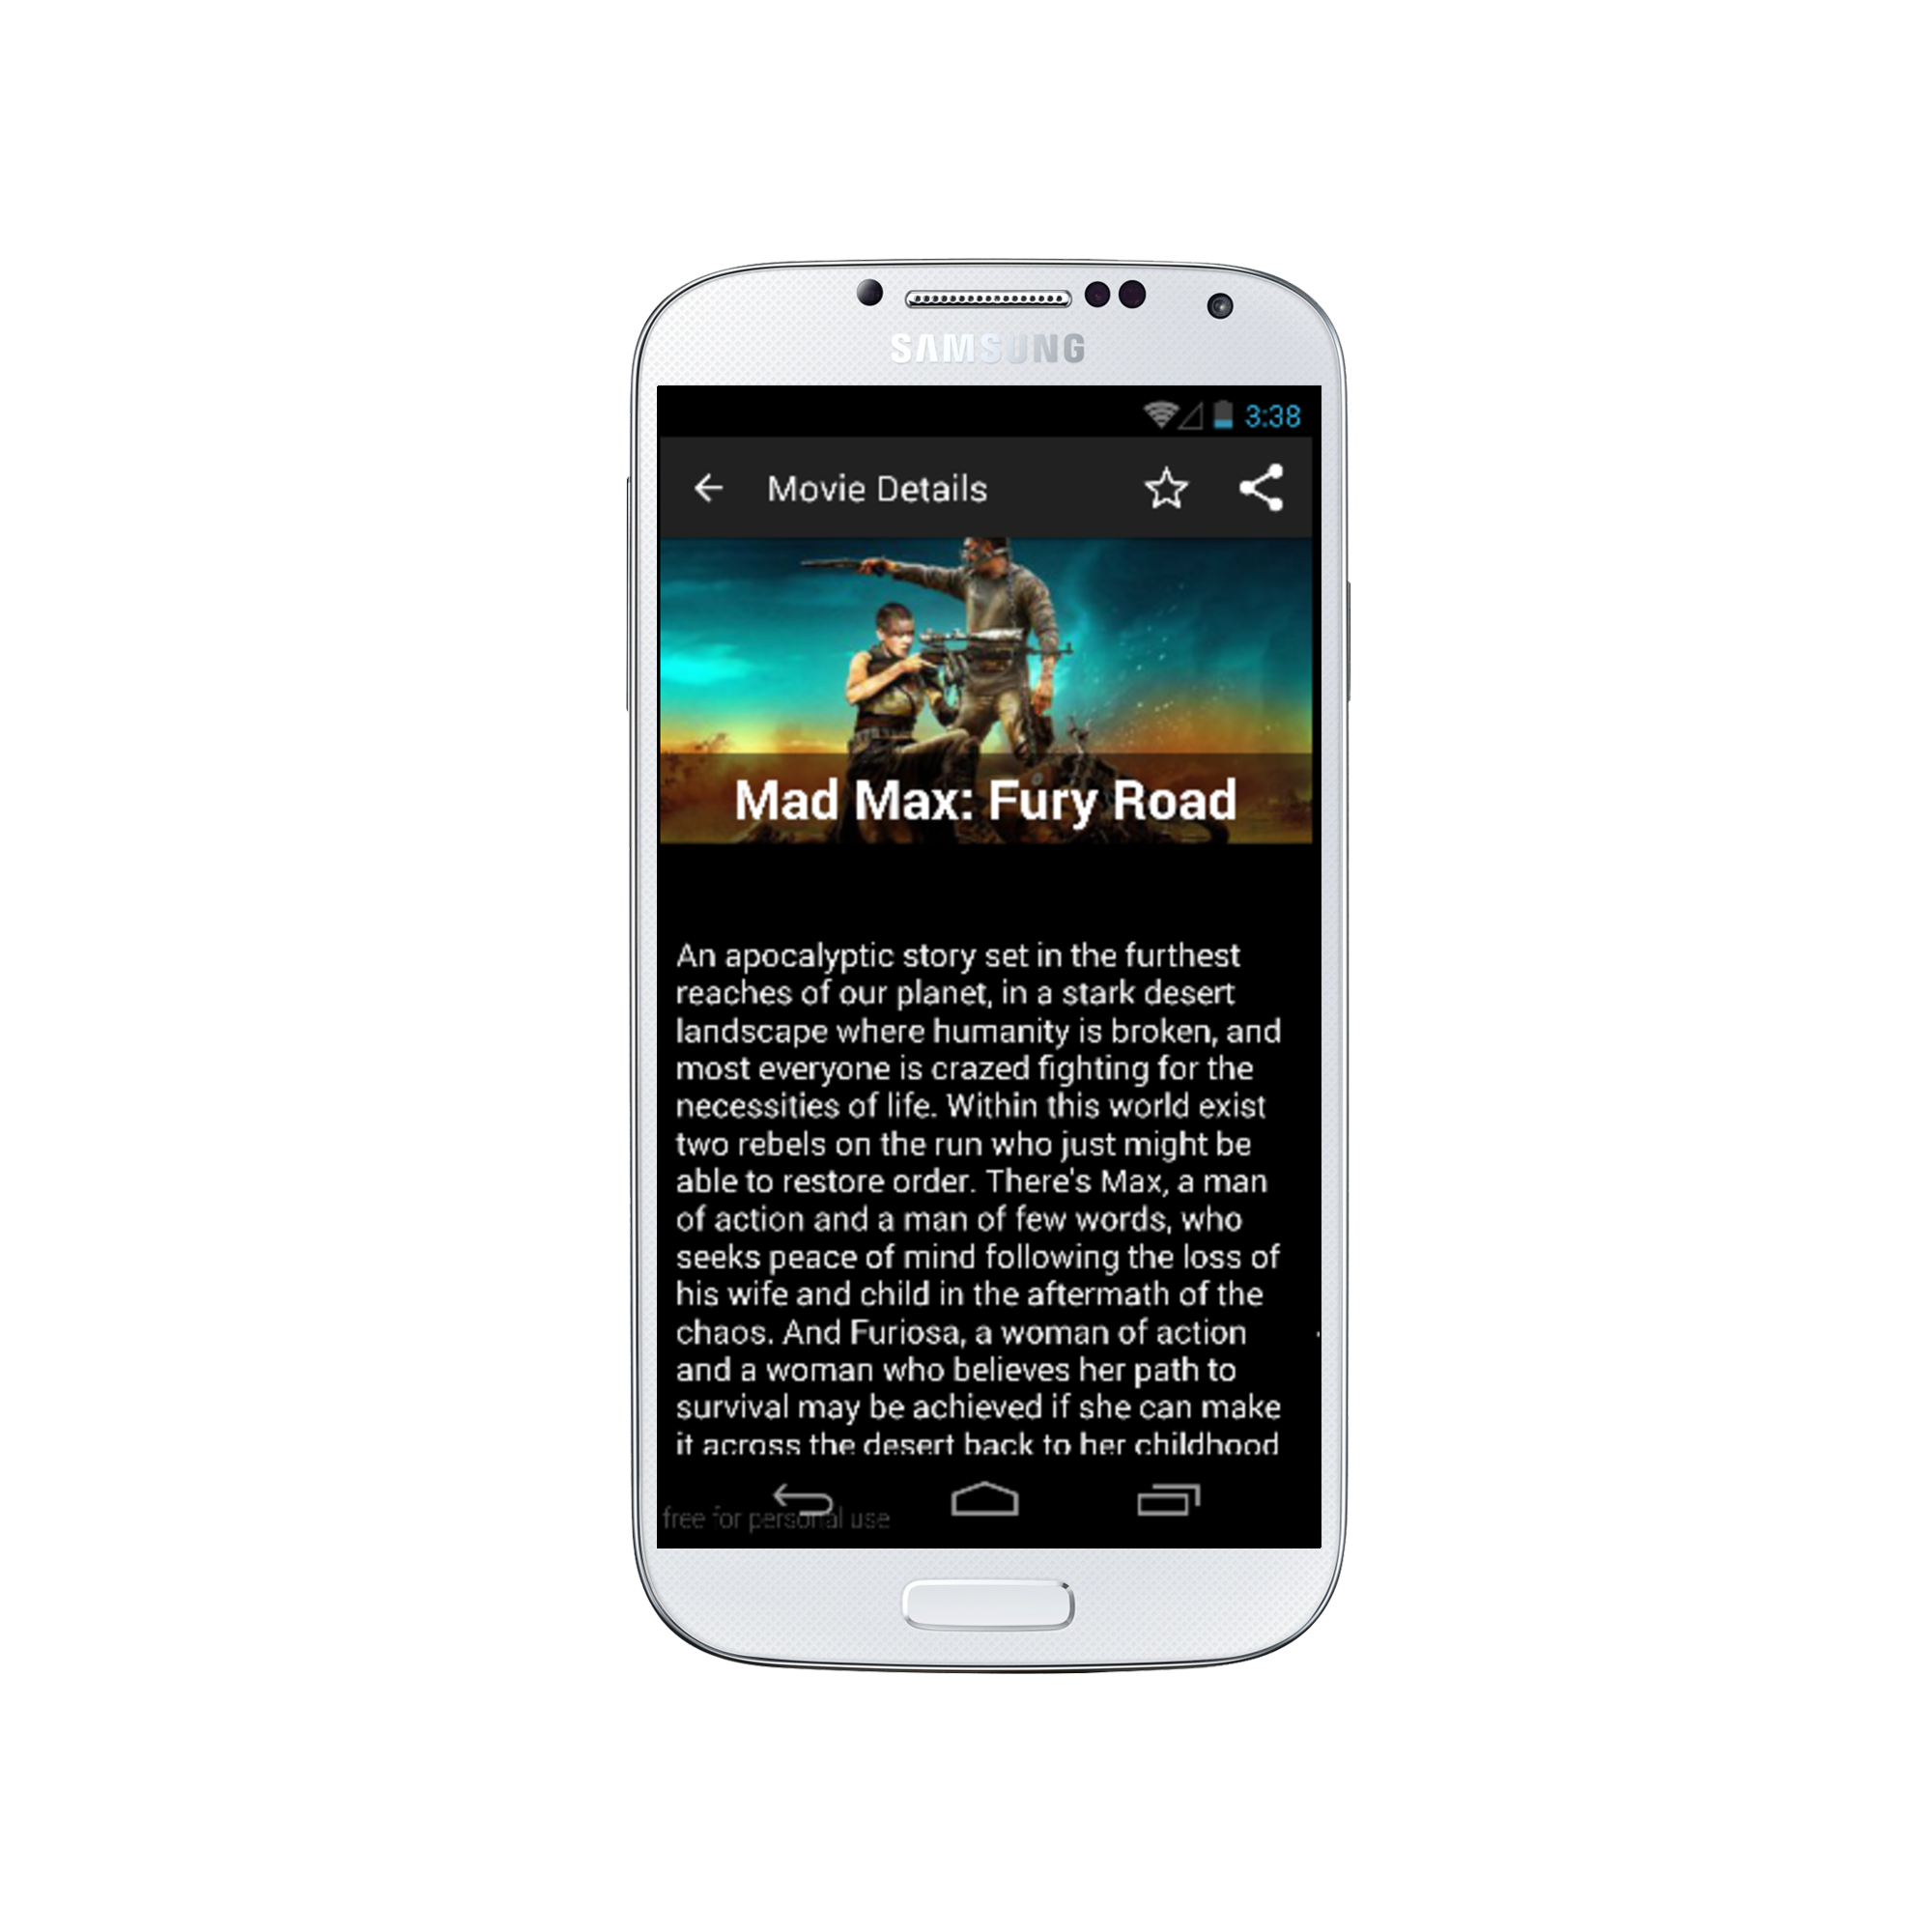 SAMSUNG
3:38
Movie Details
Mad Max: Fury Road
An apocalyptic story set in the furthest
reaches of our planet, in a stark desert
landscape where humanity is broken, and
most everyone is crazed fighting for the
necessities of life. Within this world exist
two rebels on the run who just might be
able to restore order. There's Max, a man
of action and a man of few words, who
seeks peace of mind following the loss of
his wife and child in the aftermath of the
chaos. And Furiosa, a woman of action
and a woman who believes her path to
survival may be achieved if she can make
it across the desert back to her childhood
free for personal use